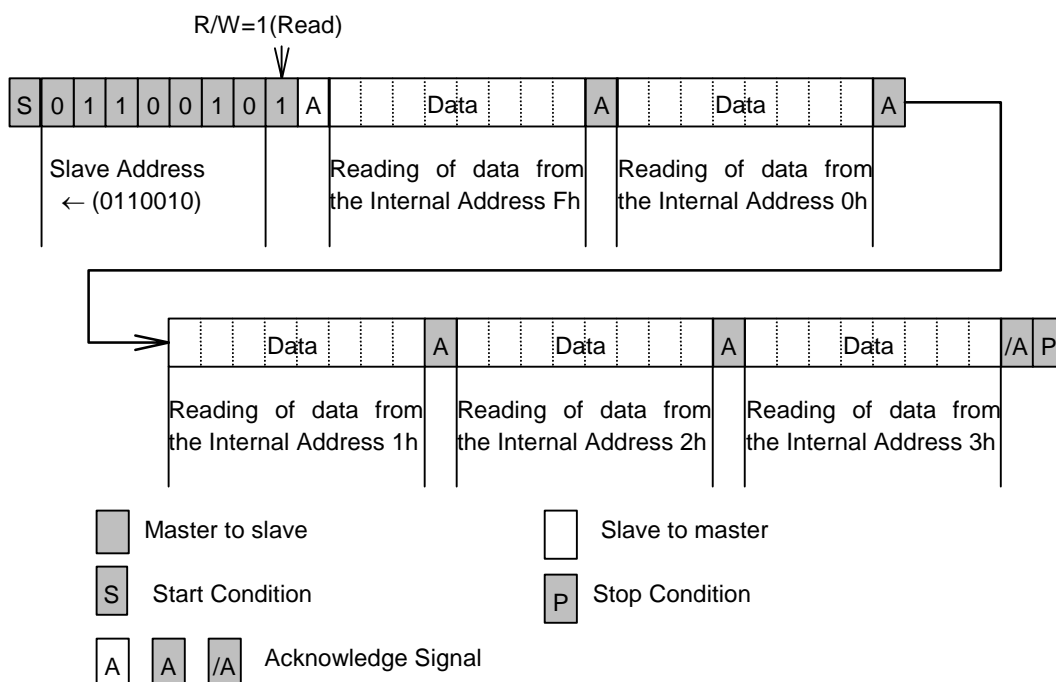 R/W=1(Read)
S 0 1 1 0 0 1 0 1 A Data A Data A
Slave Address
← (0110010)
Reading of data from
the Internal Address Fh
Reading of data from
the Internal Address 0h
Data A Data A Data /A P
Reading of data from
the Internal Address 1h
Reading of data from
the Internal Address 2h
Reading of data from
the Internal Address 3h
Master to slave
Slave to master
S Start Condition
P Stop Condition
A A /A Acknowledge Signal